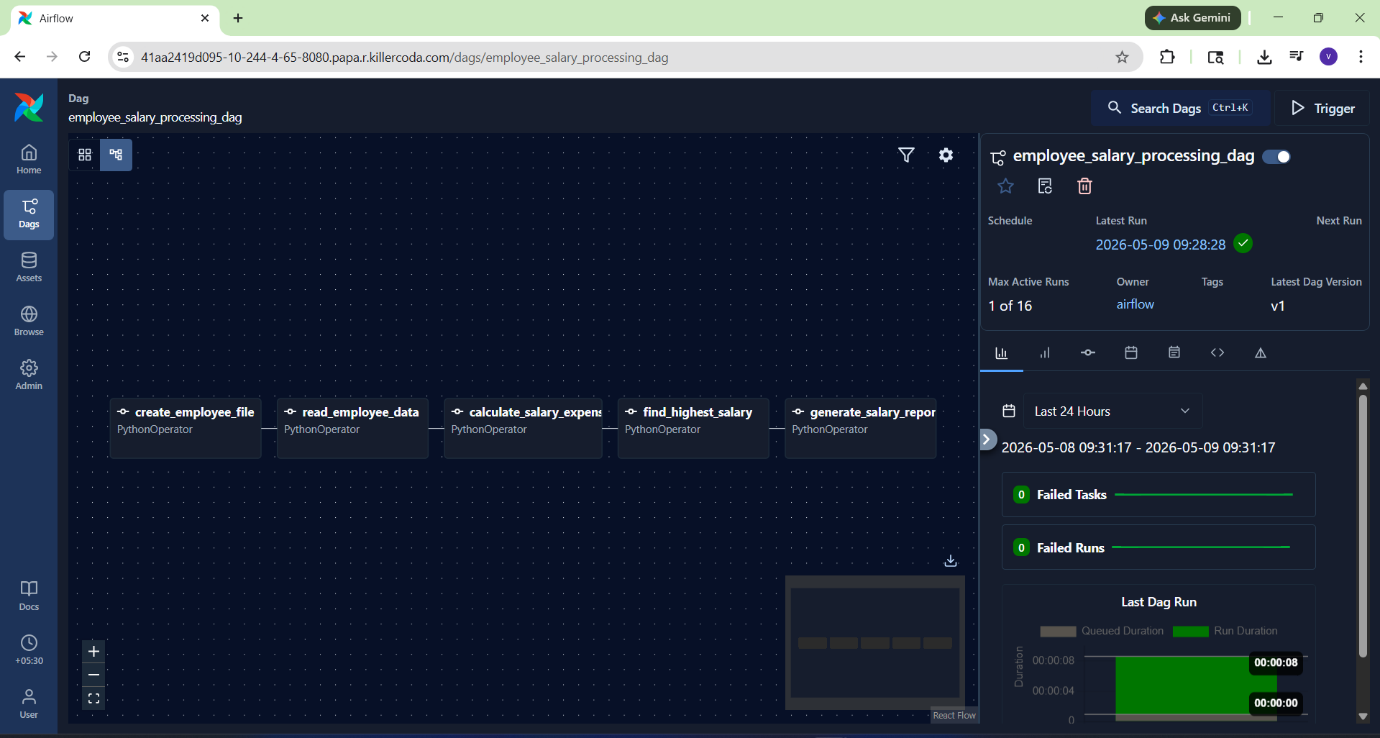 Airflow
Ask Gemini
41aa2419d095-10-244-4-65-8080.papa.r.killercoda.com/dags/employee_salary_processing_dag
V
Dag
employee_salary_processing_dag
Search Dags Ctrl+K
Trigger
Home
Dags
Assets
Browse
Admin
Docs
+05:30
User
create_employee_file
PythonOperator
read_employee_data
PythonOperator
calculate_salary_expens
PythonOperator
find_highest_salary
PythonOperator
generate_salary_repor
PythonOperator
React Flow
employee_salary_processing_dag
Schedule Latest Run Next Run
2026-05-09 09:28:28
Max Active Runs Owner Tags Latest Dag Version
1 of 16 airflow v1
Last 24 Hours
2026-05-08 09:31:17 - 2026-05-09 09:31:17
0 Failed Tasks
0 Failed Runs
Last Dag Run
Queued Duration Run Duration
Duration
00:00:08
00:00:04
0
00:00:08
00:00:00